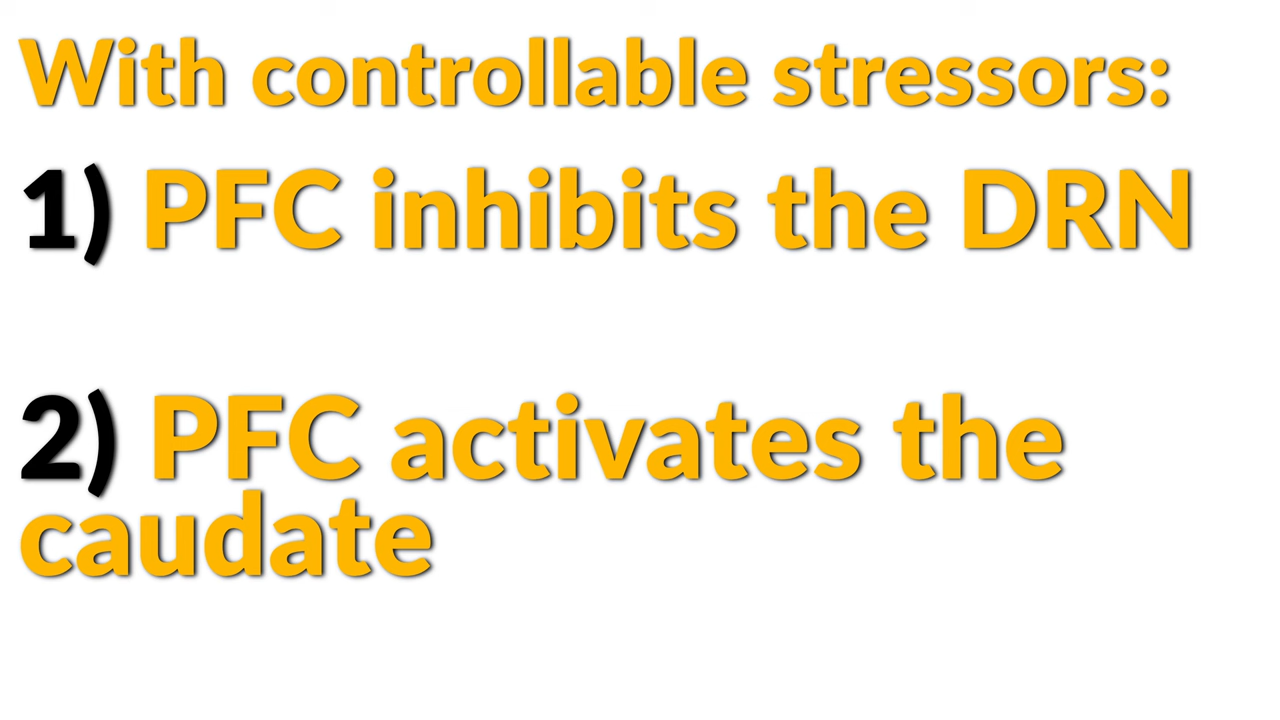 With controllable stressors:
1) PFC inhibits the DRN
2) PFC activates the
caudate